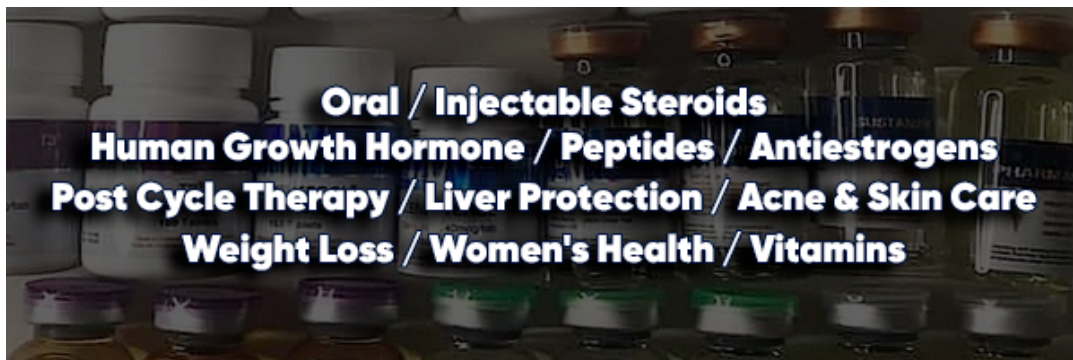 Oral / Injectable Steroids
Human Growth Hormone / Peptides / Antiestrogens
Post Cycle Therapy / Liver Protection / Acne & Skin Care
Weight Loss / Women's Health / Vitamins